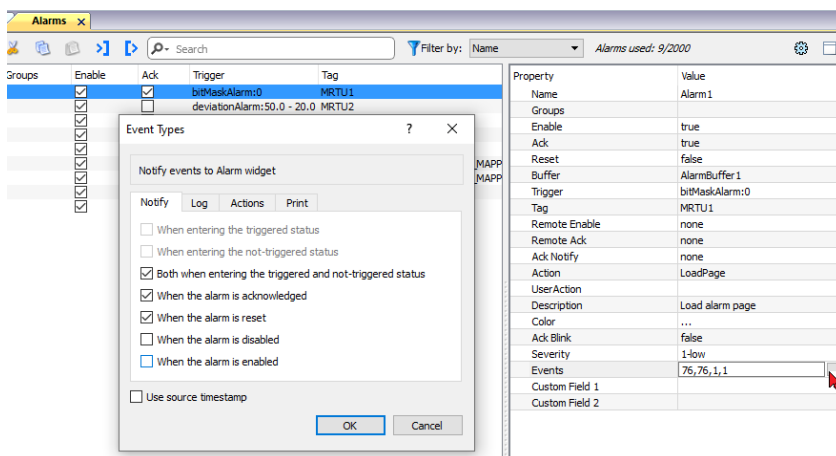 Alarms
Search
Filter by: Name
Alarms used: 9/2000
Groups Enable Ack Trigger Tag
bitMaskAlarm:0 MRTU1
deviationAlarm:50.0 - 20.0 MRTU2
_MAPP
_MAPP
Event Types ? ×
Notify events to Alarm widget
Notify Log Actions Print
When entering the triggered status
When entering the not-triggered status
Both when entering the triggered and not-triggered status
When the alarm is acknowledged
When the alarm is reset
When the alarm is disabled
When the alarm is enabled
Use source timestamp
OK Cancel
Property Value
Name Alarm1
Groups
Enable true
Ack true
Reset false
Buffer AlarmBuffer1
Trigger bitMaskAlarm:0
Tag MRTU1
Remote Enable none
Remote Ack none
Ack Notify none
Action LoadPage
UserAction
Description Load alarm page
Color ...
Ack Blink false
Severity 1-low
Events 76,76,1,1
Custom Field 1
Custom Field 2